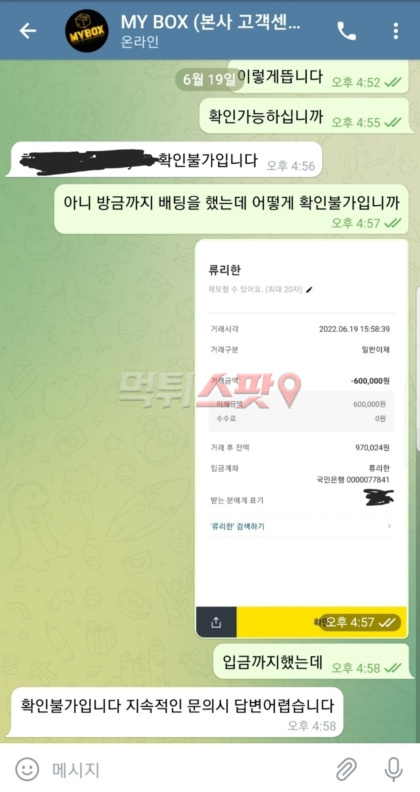 MYBOX
MY BOX (본사 고객센...
온라인
6월 19일
이렇게뜹니다 오후 4:52
확인가능하십니까 오후 4:55
확인불가입니다 오후 4:56
아니 방금까지 배팅을 했는데 어떻게 확인불가입니까
오후 4:57
류리한
메모할 수 있어요. (최대 20자)
거래시각 2022.06.19 15:58:39
거래구분 일반이체
거래금액 -600,000원
이체금액 600,000원
수수료 0원
먹튀스팟
거래 후 잔액 970,024원
입금계좌 류리한
국민은행 0000077841
받는 분에게 표기
'류리한' 검색하기
오후 4:57
입금까지했는데 오후 4:58
확인불가입니다 지속적인 문의시 답변어렵습니다
오후 4:58
메시지